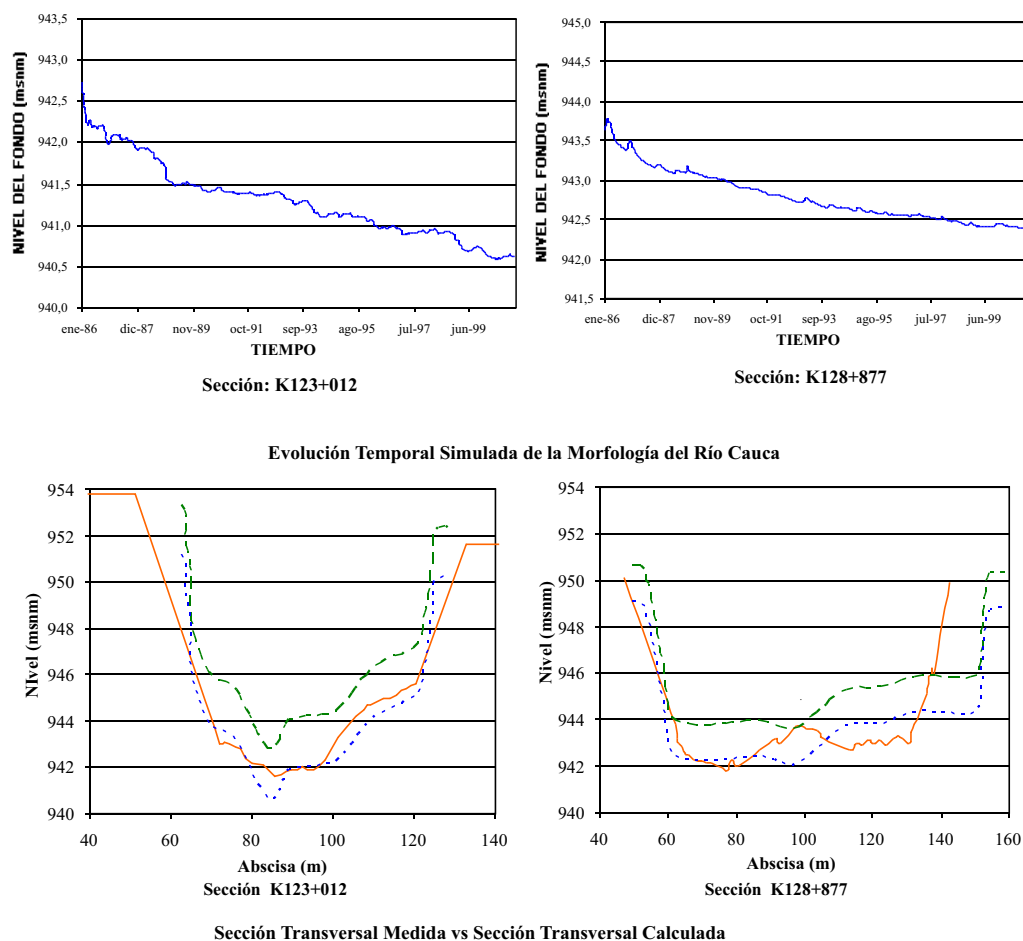 943,5
943,0
942,5
942,0
941,5
941,0
940,5
940,0
NIVEL DEL FONDO (msnm)
ene-86 dic-87 nov-89 oct-91 sep-93 ago-95 jul-97 jun-99
TIEMPO
Sección: K123+012
945,0
944,5
944,0
943,5
943,0
942,5
942,0
941,5
NIVEL DEL FONDO (msnm)
ene-86 dic-87 nov-89 oct-91 sep-93 ago-95 jul-97 jun-99
TIEMPO
Sección: K128+877
Evolución Temporal Simulada de la Morfología del Río Cauca
954
952
950
948
946
944
942
940
NIvel (msnm)
40 60 80 100 120 140
Abscisa (m)
Sección K123+012
954
952
950
948
946
944
942
940
Nivel (msnm)
40 60 80 100 120 140 160
Abscisa (m)
Sección K128+877
Sección Transversal Medida vs Sección Transversal Calculada